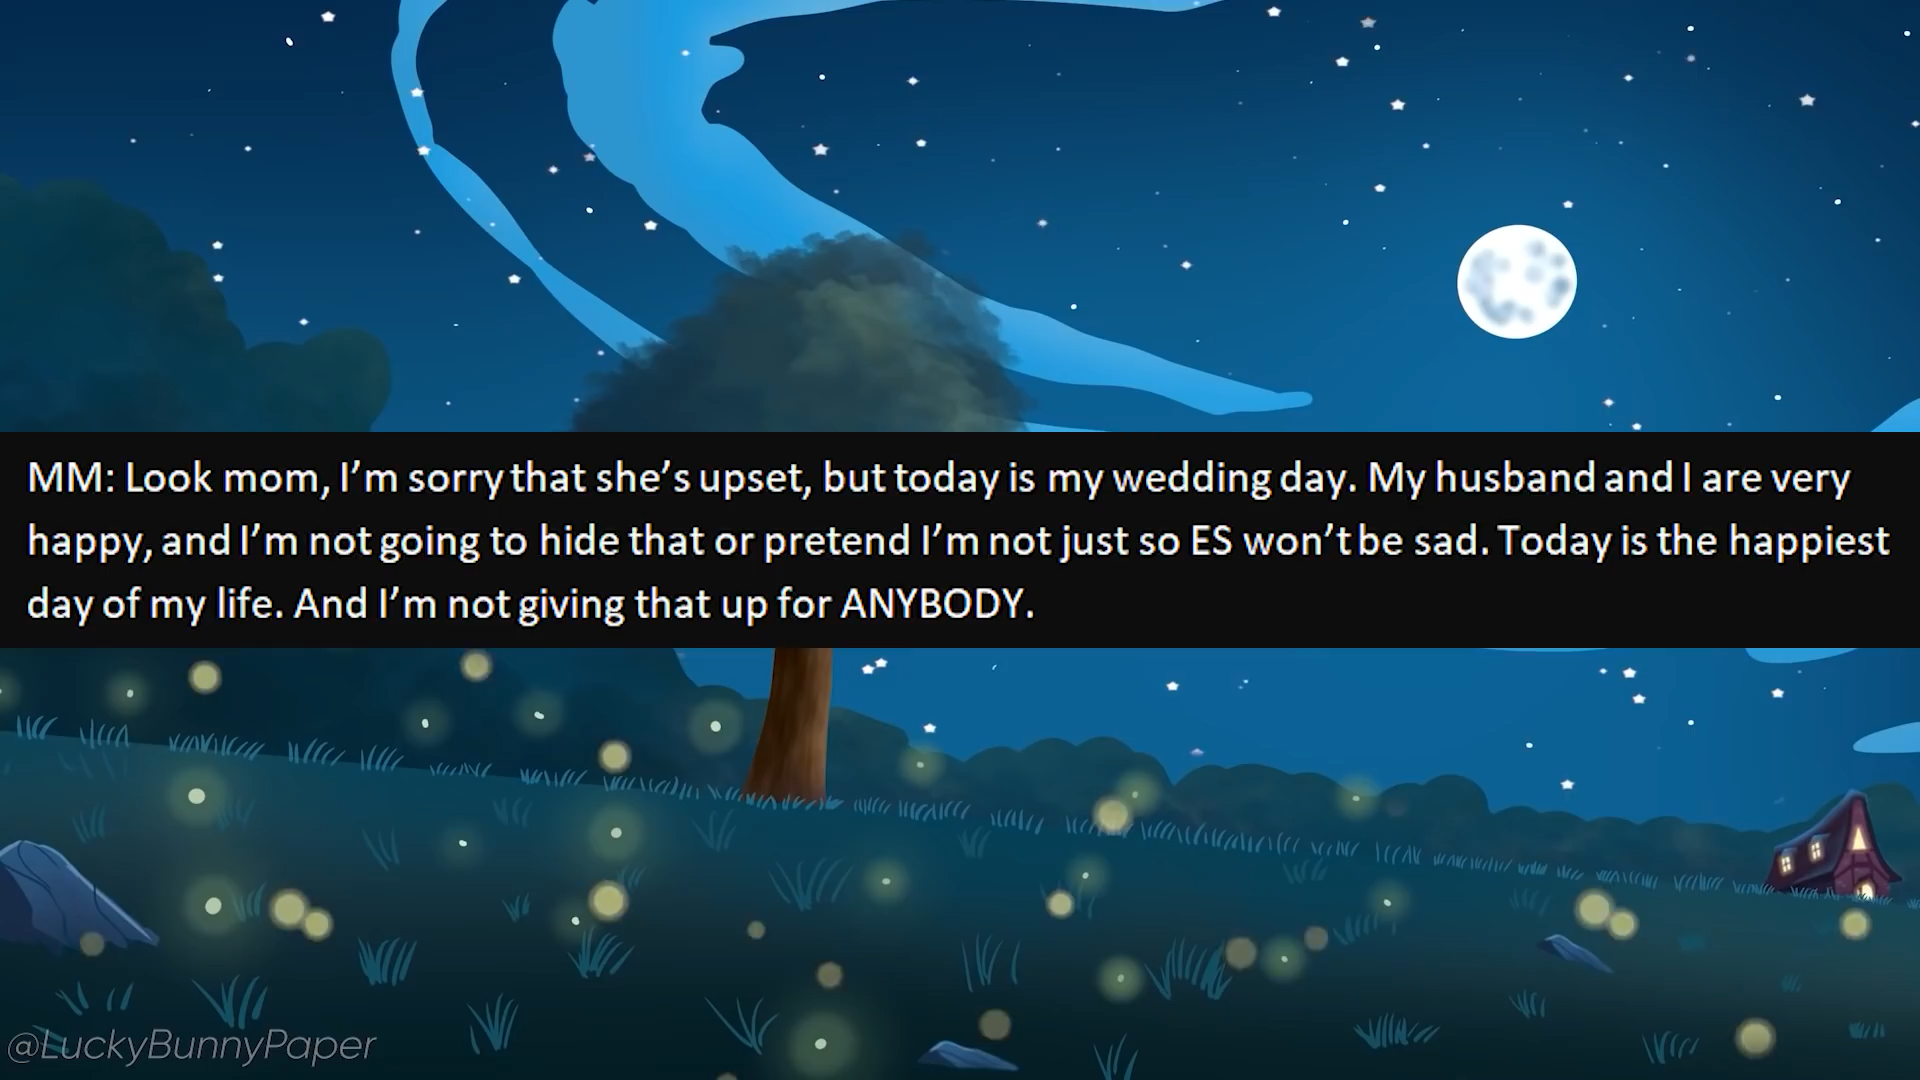 MM: Look mom, I’m sorry that she’s upset, but today is my wedding day. My husband and I are very
happy, and I’m not going to hide that or pretend I’m not just so ES won’t be sad. Today is the happiest
day of my life. And I’m not giving that up for ANYBODY.
@LuckyBunnyPaper